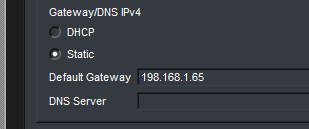 Gateway/DNS IPv4
DHCP
Static
Default Gateway 198.168.1.65
DNS Server